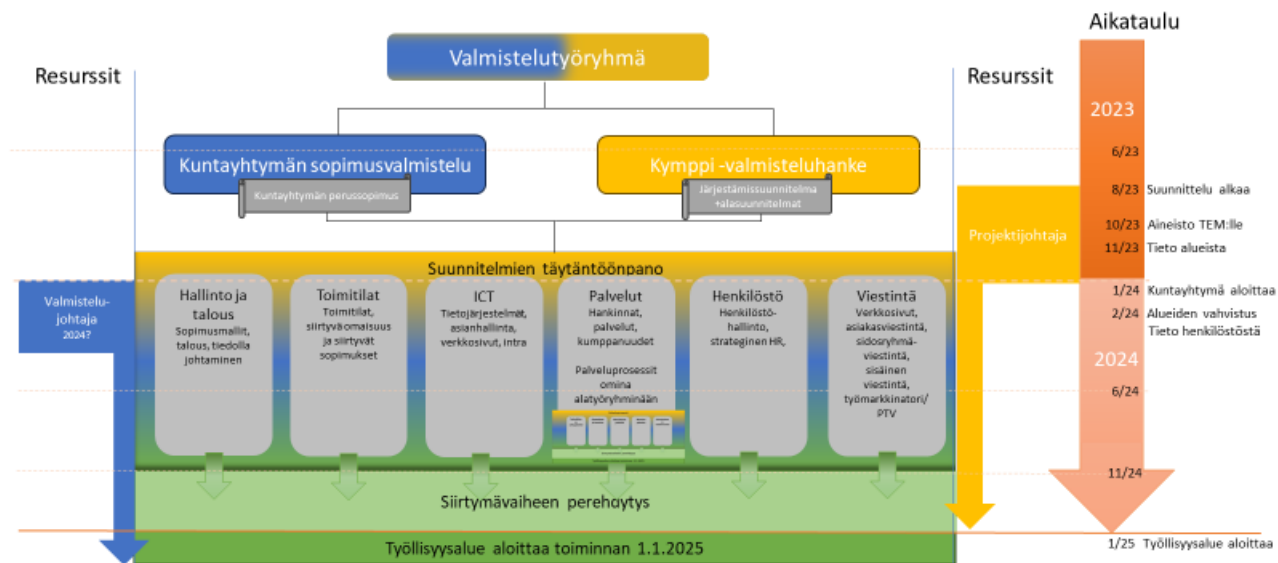 Aikataulu
Valmistelutyöryhmä
Resurssit
Resurssit
2023
Kuntayhtymän sopimusvalmistelu
Kymppi -valmisteluhanke
6/23
Kuntayhtymän perussopimus
Järjestämissuunnitelma
+alasuunnitelmat
8/23 Suunnittelu alkaa
Projektijohtaja
10/23 Aineisto TEM:lle
11/23 Tieto alueista
Suunnitelmien täytäntöönpano
Valmistelu-
johtaja
2024?
Hallinto ja
talous
Sopimusmallit,
talous, tiedolla
johtaminen
Toimitilat
Toimitilat,
siirtyvä omaisuus
ja siirtyvät
sopimukset
ICT
Tietojärjestelmät,
asianhallinta,
verkkosivut, intra
Palvelut
Hankinnat,
palvelut,
kumppanuudet
Palveluprosessit
omina
alatyöryhminään
Henkilöstö
Henkilöstö-
hallinto,
strateginen HR,
Viestintä
Verkkosivut,
asiakasviestintä,
sidosryhmä-
viestintä,
sisäinen
viestintä,
työmarkkinatori/
PTV
1/24 Kuntayhtymä aloittaa
2/24 Alueiden vahvistus
Tieto henkilöstöstä
2024
6/24
11/24
Siirtymävaiheen perehdytys
Työllisyysalue aloittaa toiminnan 1.1.2025
1/25 Työllisyysalue aloittaa